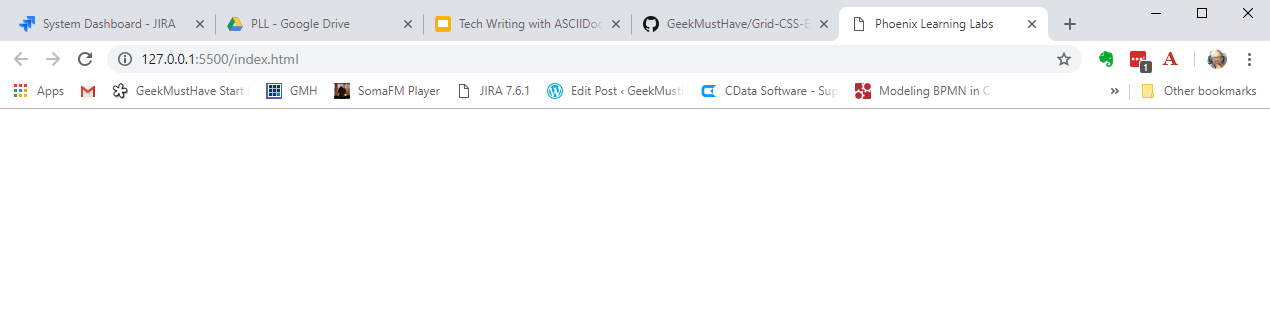 System Dashboard - JIRA PLL - Google Drive Tech Writing with ASCIIDoc GeekMustHave/Grid-CSS-E Phoenix Learning Labs
127.0.0.1:5500/index.html
1
Apps GeekMustHave Start GMH SomaFM Player JIRA 7.6.1 Edit Post ‹ GeekMust CData Software - Sup Modeling BPMN in C » Other bookmarks